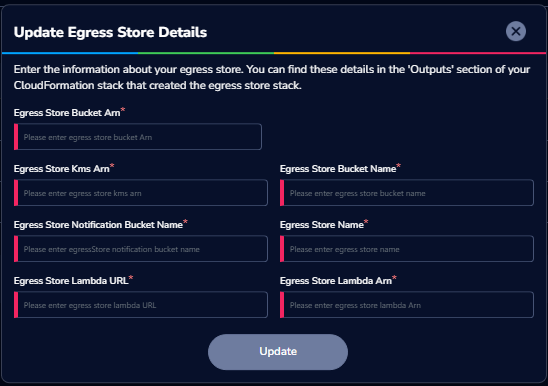 Update Egress Store Details
Enter the information about your egress store. You can find these details in the 'Outputs' section of your
CloudFormation stack that created the egress store stack.
Egress Store Bucket Arn*
Please enter egress store bucket Arn
Egress Store Kms Arn*
Egress Store Bucket Name*
Please enter egress store kms arn
Please enter egress store bucket name
Egress Store Notification Bucket Name*
Egress Store Name*
Please enter egressStore notification bucket name
Please enter egress store name
Egress Store Lambda URL*
Egress Store Lambda Arn*
Please enter egress store lambda URL
Please enter egress store lambda Arn
Update